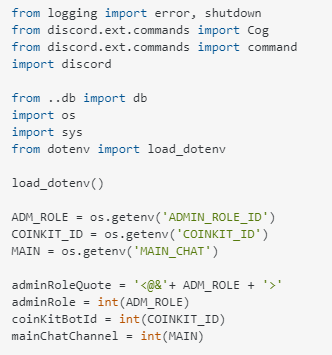 from logging import error, shutdown
from discord.ext.commands import Cog
from discord.ext.commands import command
import discord

from ..db import db
import os
import sys
from dotenv import load_dotenv

load_dotenv()

ADM_ROLE = os.getenv('ADMIN_ROLE_ID')
COINKIT_ID = os.getenv('COINKIT_ID')
MAIN = os.getenv('MAIN_CHAT')

adminRoleQuote = '<@&'+ ADM_ROLE + '>'
adminRole = int(ADM_ROLE)
coinKitBotId = int(COINKIT_ID)
mainChatChannel = int(MAIN)